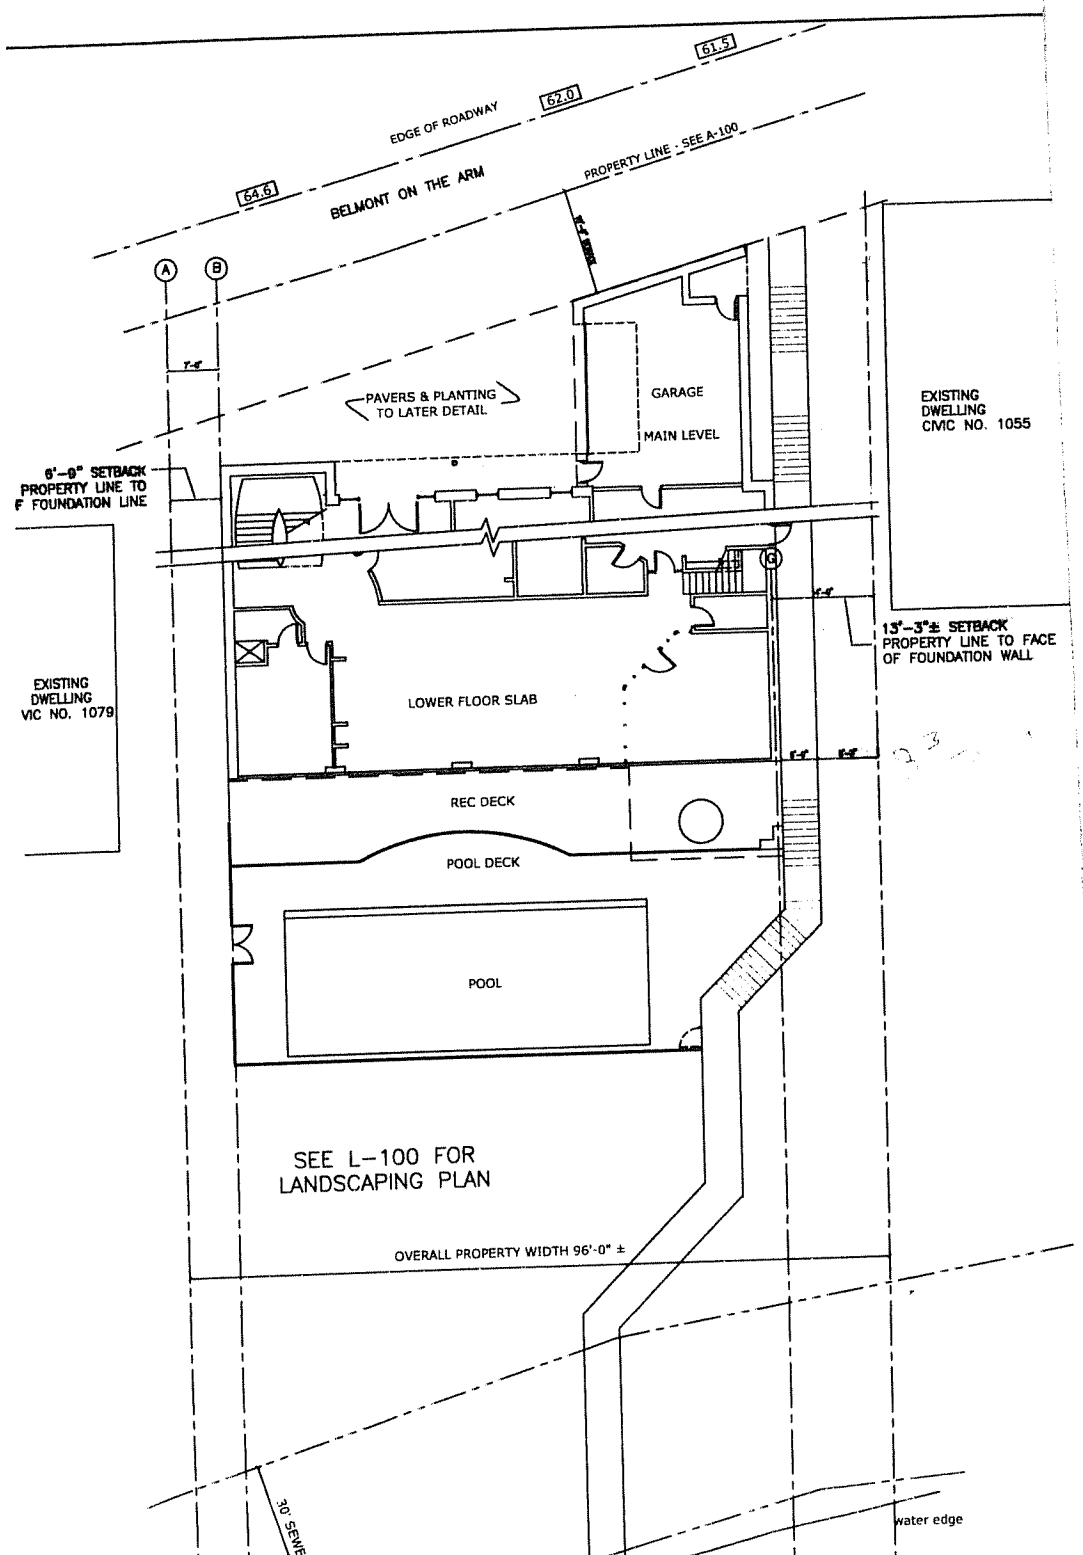 61.5
62.0
EDGE OF ROADWAY
64.6
BELMONT ON THE ARM
PROPERTY LINE - SEE A-100
A
B
7'-6"
PAVERS & PLANTING
TO LATER DETAIL
GARAGE
MAIN LEVEL
EXISTING
DWELLING
CIVIC NO. 1055
6'-9" SETBACK
PROPERTY LINE TO
F FOUNDATION LINE
G
13'-3"± SETBACK
PROPERTY LINE TO FACE
OF FOUNDATION WALL
EXISTING
DWELLING
VIC NO. 1079
LOWER FLOOR SLAB
REC DECK
POOL DECK
POOL
SEE L-100 FOR
LANDSCAPING PLAN
OVERALL PROPERTY WIDTH 96'-0" ±
30' SEWE
water edge